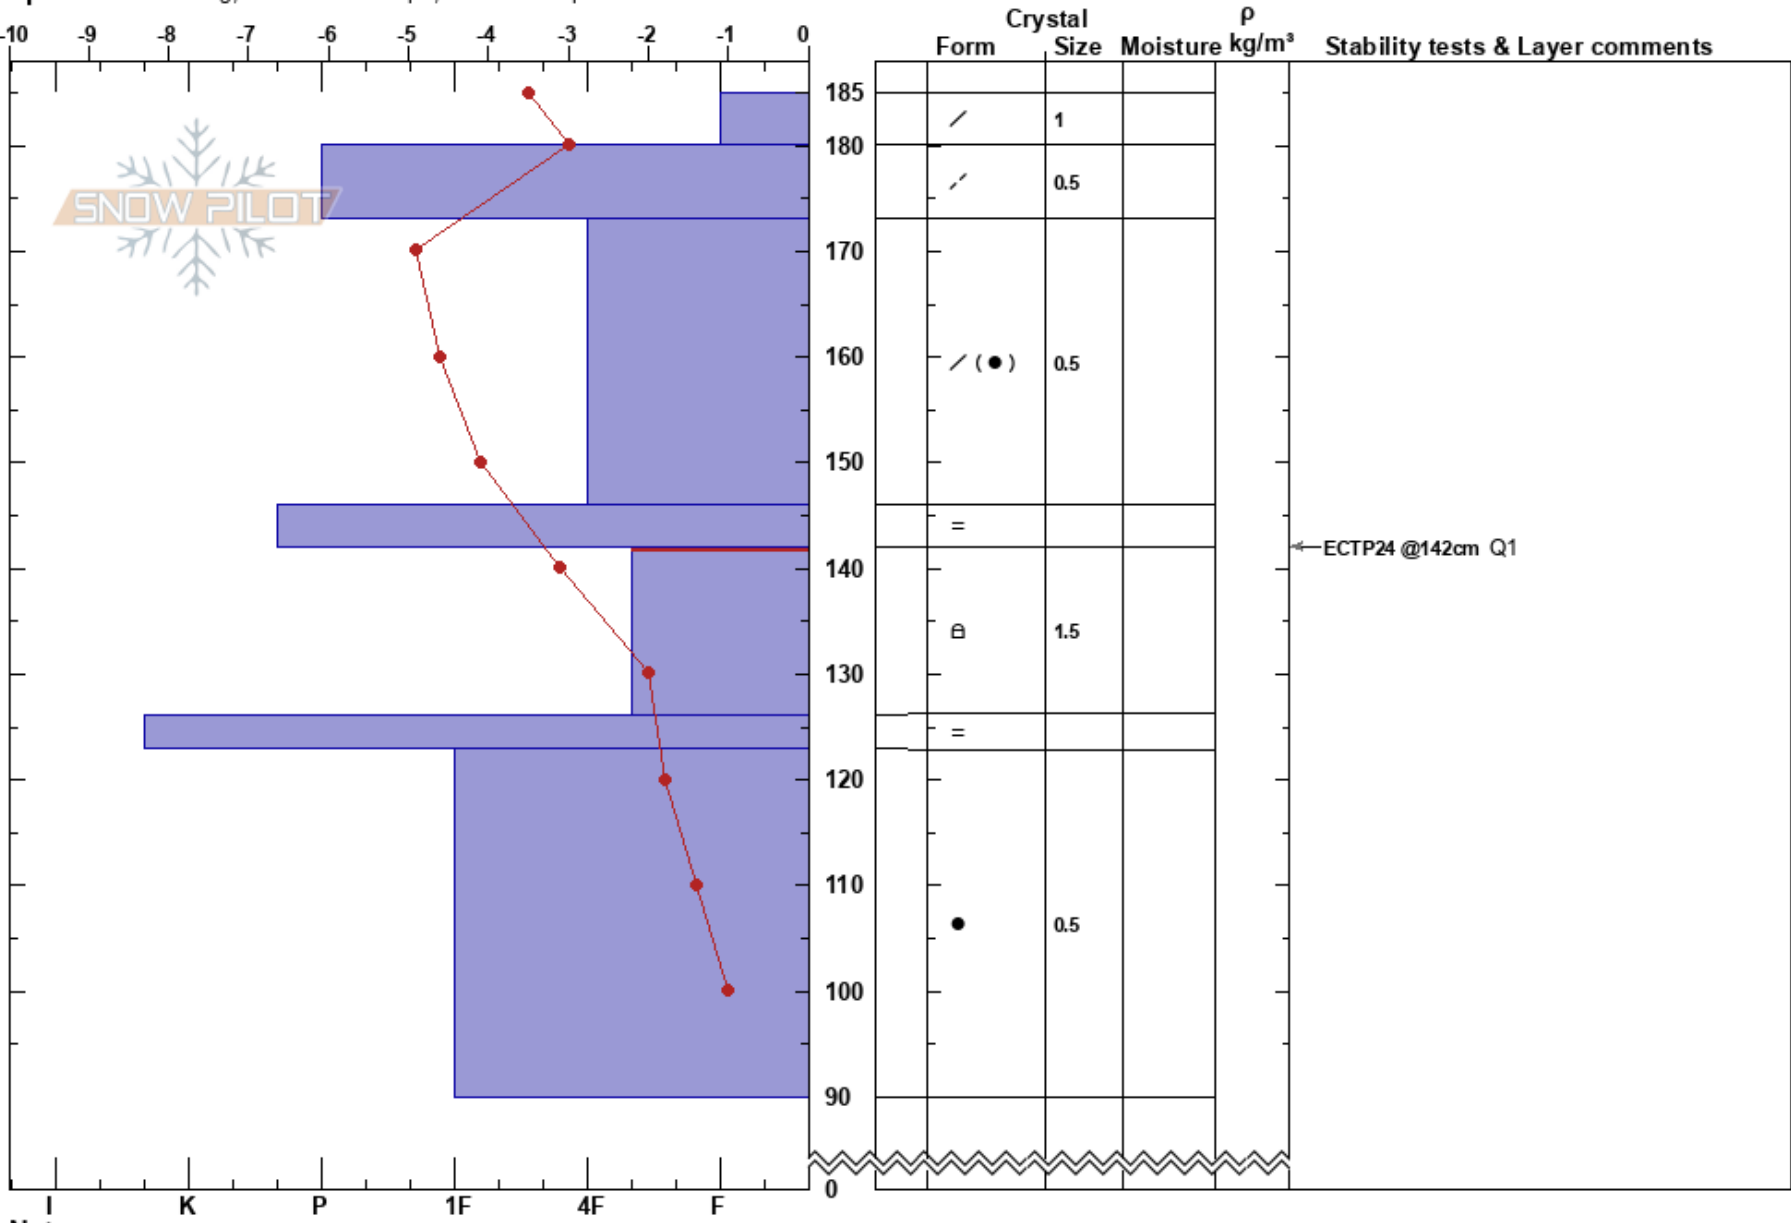 -10 -9 -8 -7 -6 -5 -4 -3 -2 -1 0
Crystal
ρ
Form Size Moisture kg/m³ Stability tests & Layer comments
185
1
180
0.5
SNOW PILOT
170
160
0.5
150
=
ECTP24 @142cm Q1
140
1.5
130
=
120
110
0.5
100
90
0
I K P 1F 4F F